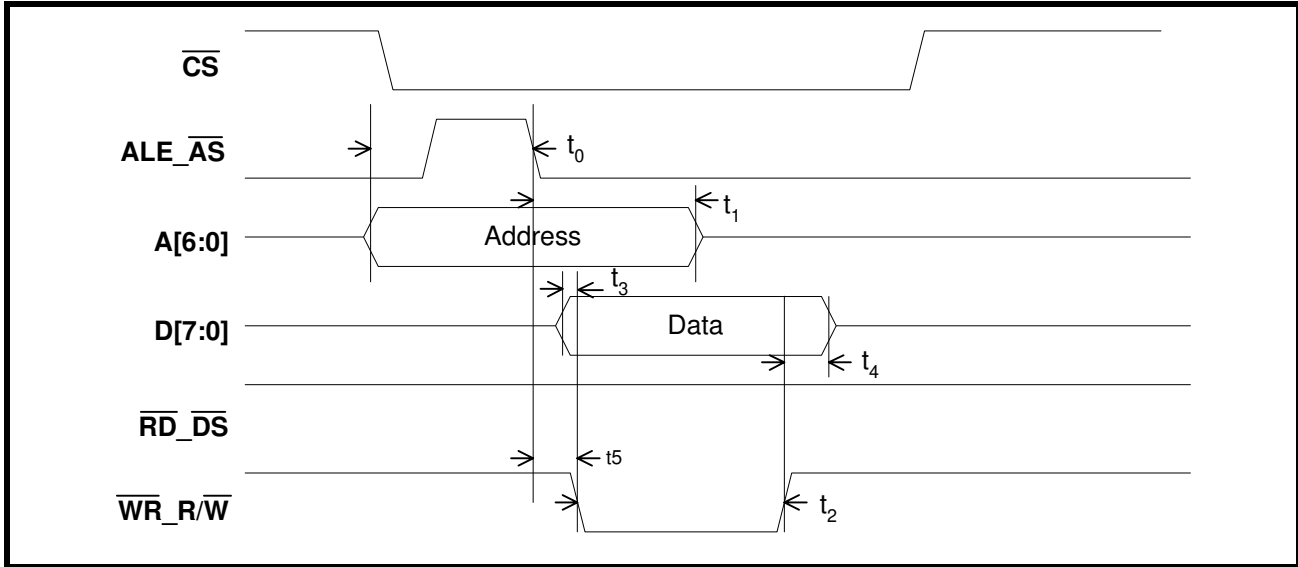 CS
ALE_AS
t0
t1
A[6:0]
Address
t3
D[7:0]
Data
t4
RD_DS
t5
WR_R/W
t2